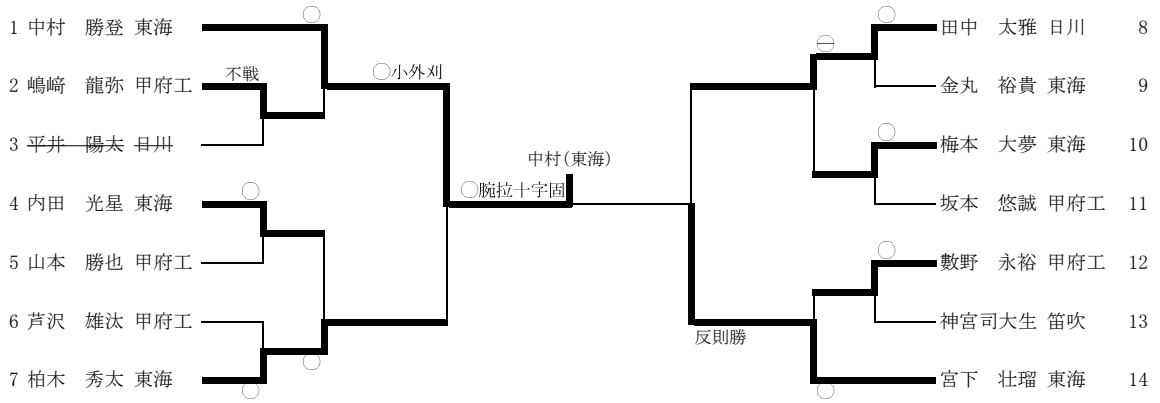 1 中村　勝登 東海
不戦
2 嶋﨑　龍弥 甲府工
○小外刈
3 平井　陽太 日川
4 内田　光星 東海
5 山本　勝也 甲府工
6 芦沢　雄汰 甲府工
7 柏木　秀太 東海
中村(東海)
○腕拉十字固
反則勝
田中　太雅 日川 8
金丸　裕貴 東海 9
梅本　大夢 東海 10
坂本　悠誠 甲府工 11
數野　永裕 甲府工 12
神宮司大生 笛吹 13
宮下　壮瑠 東海 14